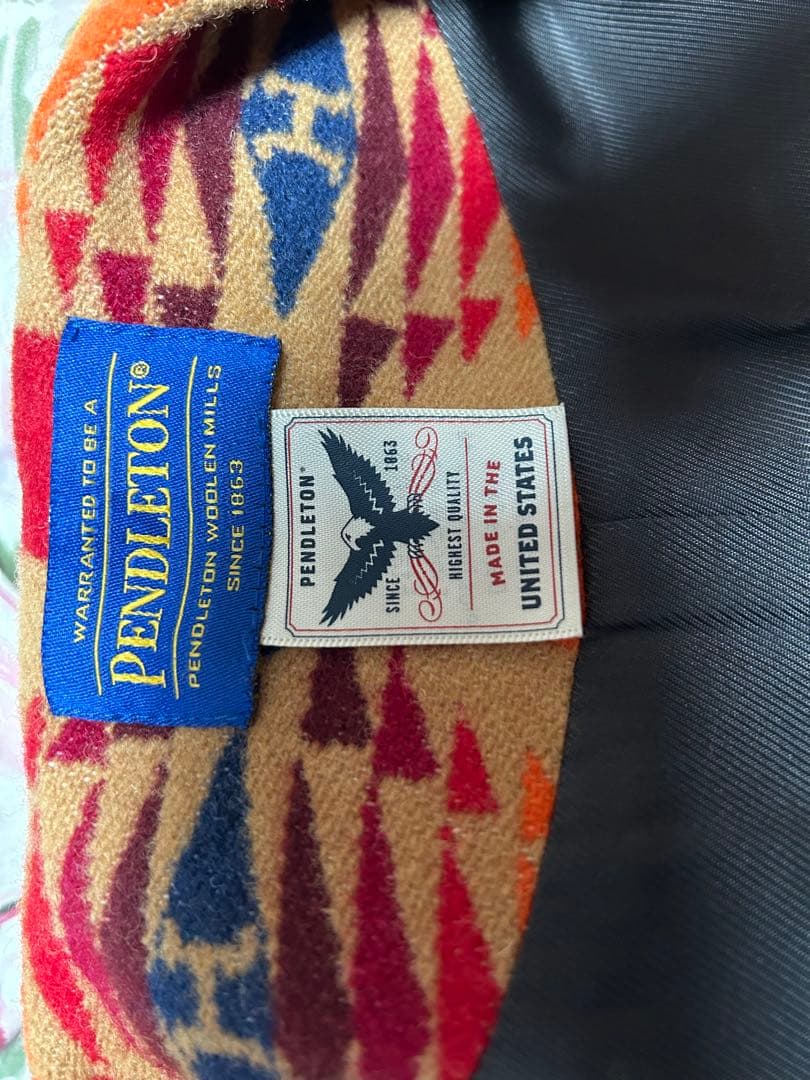 WARRANTED TO BE A
PENDLETON®
PENDLETON WOOLEN MILLS
SINCE 1863
PENDLETON®
SINCE 1863
HIGHEST QUALITY
MADE IN THE
UNITED STATES